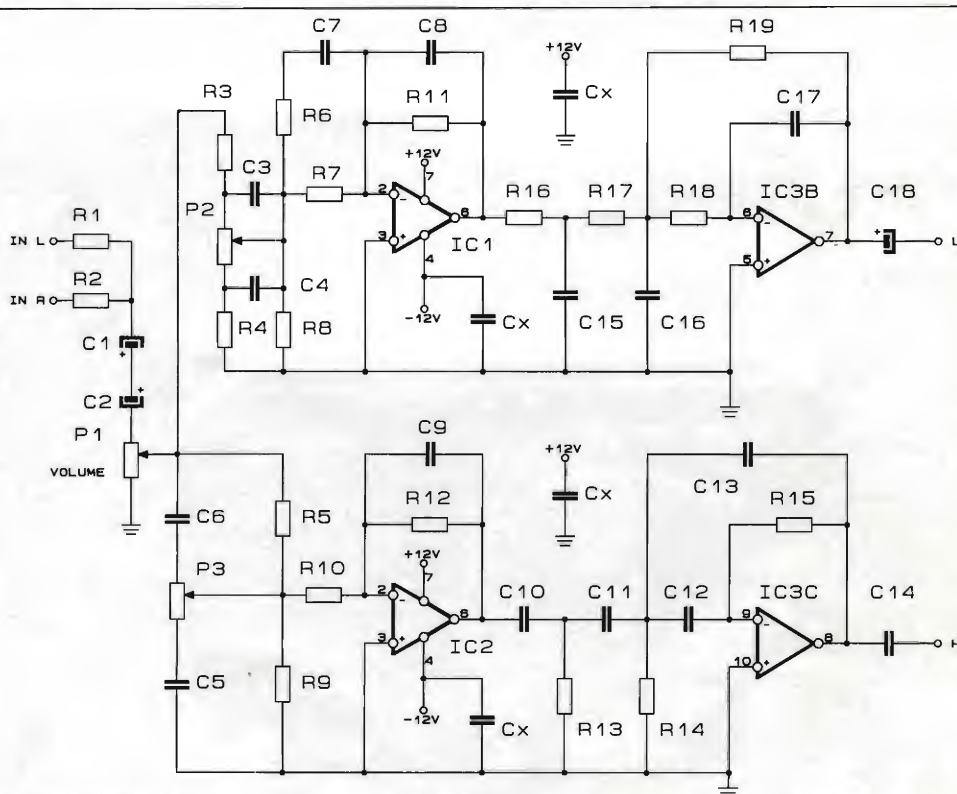 C7
C8
+12V
R19
R3
R6
R11
Cx
C17
+12V
7
C3
R7
2
-
R16
R17
R18
6
-
IC3B
C18
R1
P2
6
7
+
IN L
3
+
IC1
5
+
L
R2
C4
4
IN R
R4
R8
-12V
Cx
C15
C16
C1
+
+
C2
P1
C9
+12V
VOLUME
C13
C6
R5
R12
Cx
R15
+12V
P3
R10
7
2
-
C10
C11
C12
9
-
IC3C
C14
6
8
H
3
+
IC2
10
+
C5
R9
4
-12V
Cx
R13
R14